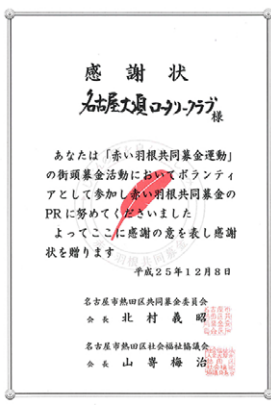 感謝状
名古屋大須ロータリークラブ様
あなたは「赤い羽根共同募金運動」
の街頭募金活動においてボランティ
アとして参加し赤い羽根共同募金の
PRに努めてくださいました
よってここに感謝の意を表し感謝
状を贈ります
平成25年12月8日
名古屋市熱田区共同募金委員会
会長 北村義昭
名古屋市熱田区社会福祉協議会
会長 山嵜梅治